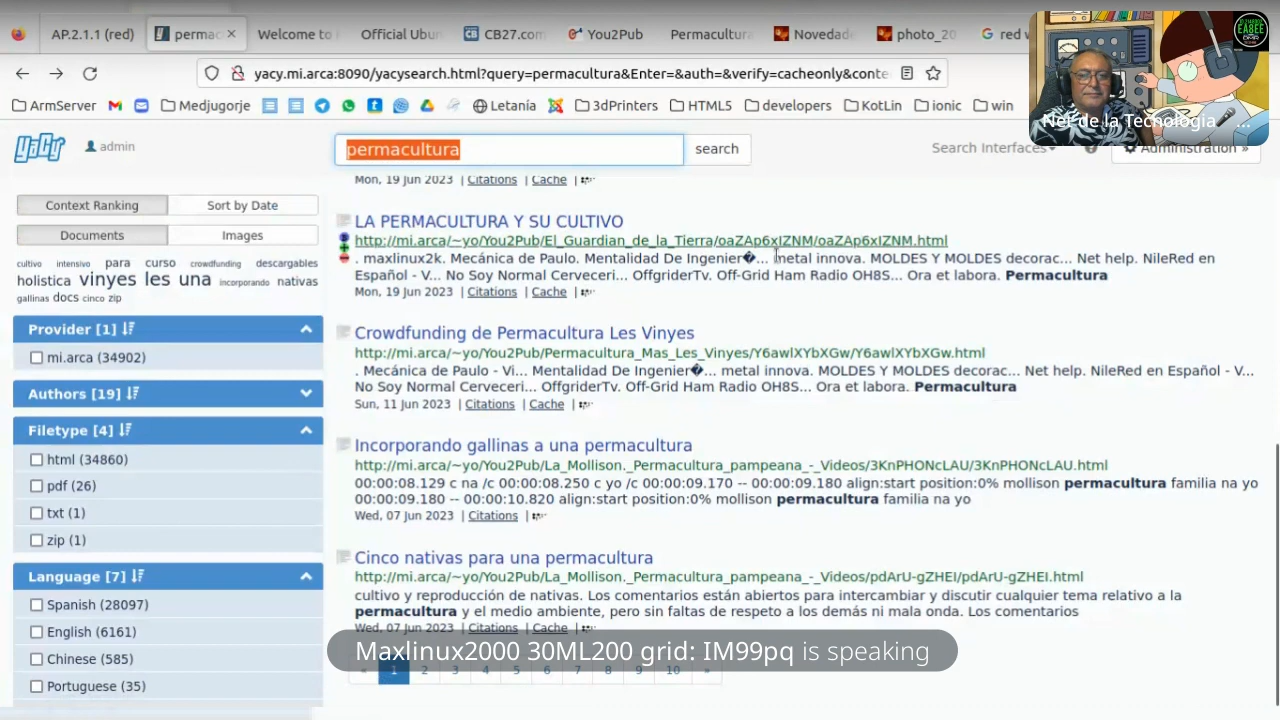 AP.2.1.1 (red)
permac
Welcome to
Official Ubun
CB27.com
You2Pub
Permacultura
Novedad
photo_20
red w
yacy.mi.arca:8090/yacysearch.html?query=permacultura&Enter=&auth=&verify=cacheonly&conte
ArmServer
Medjugorje
Letanía
3dPrinters
HTML5
developers
KotLin
ionic
win
Net de la Tecnologia - ...
YaCy
admin
permacultura
search
Search Interfaces
Administration »
Context Ranking
Sort by Date
Documents
Images
cultivo intensivo para curso crowdfunding descargables
holistica vinyes les una incorporando nativas
gallinas docs cinco zip
Provider [1]
mi.arca (34902)
Authors [19]
Filetype [4]
html (34860)
pdf (26)
txt (1)
zip (1)
Language [7]
Spanish (28097)
English (6161)
Chinese (585)
Portuguese (35)
Mon, 19 Jun 2023 | Citations | Cache |
LA PERMACULTURA Y SU CULTIVO
http://mi.arca/~yo/You2Pub/El_Guardian_de_la_Tierra/oaZAp6xIZNM/oaZAp6xIZNM.html
. maxlinux2k. Mecánica de Paulo. Mentalidad De Ingenier�... metal innova. MOLDES Y MOLDES decorac... Net help. NileRed en
Español - V... No Soy Normal Cerveceri... OffgriderTv. Off-Grid Ham Radio OH8S... Ora et labora. Permacultura
Mon, 19 Jun 2023 | Citations | Cache |
Crowdfunding de Permacultura Les Vinyes
http://mi.arca/~yo/You2Pub/Permacultura_Mas_Les_Vinyes/Y6awlXYbXGw/Y6awlXYbXGw.html
. Mecánica de Paulo - Vi... Mentalidad De Ingenier�... metal innova. MOLDES Y MOLDES decorac... Net help. NileRed en Español - V...
No Soy Normal Cerveceri... OffgriderTv. Off-Grid Ham Radio OH8S... Ora et labora. Permacultura
Sun, 11 Jun 2023 | Citations | Cache |
Incorporando gallinas a una permacultura
http://mi.arca/~yo/You2Pub/La_Mollison._Permacultura_pampeana_-_Videos/3KnPHONcLAU/3KnPHONcLAU.html
00:00:08.129 c na /c 00:00:08.250 c yo /c 00:00:09.170 -- 00:00:09.180 align:start position:0% mollison permacultura familia na yo
00:00:09.180 -- 00:00:10.820 align:start position:0% mollison permacultura familia na yo
Wed, 07 Jun 2023 | Citations |
Cinco nativas para una permacultura
http://mi.arca/~yo/You2Pub/La_Mollison._Permacultura_pampeana_-_Videos/pdArU-gZHEI/pdArU-gZHEI.html
cultivo y reproducción de nativas. Los comentarios están abiertos para intercambiar y discutir cualquier tema relativo a la
permacultura y el medio ambiente, pero sin faltas de respeto a los demás ni mala onda. Los comentarios
Wed, 07 Jun 2023 | Citations | Cache |
Maxlinux2000 30ML200 grid: IM99pq is speaking
« 1 2 3 4 5 6 7 8 9 10 »